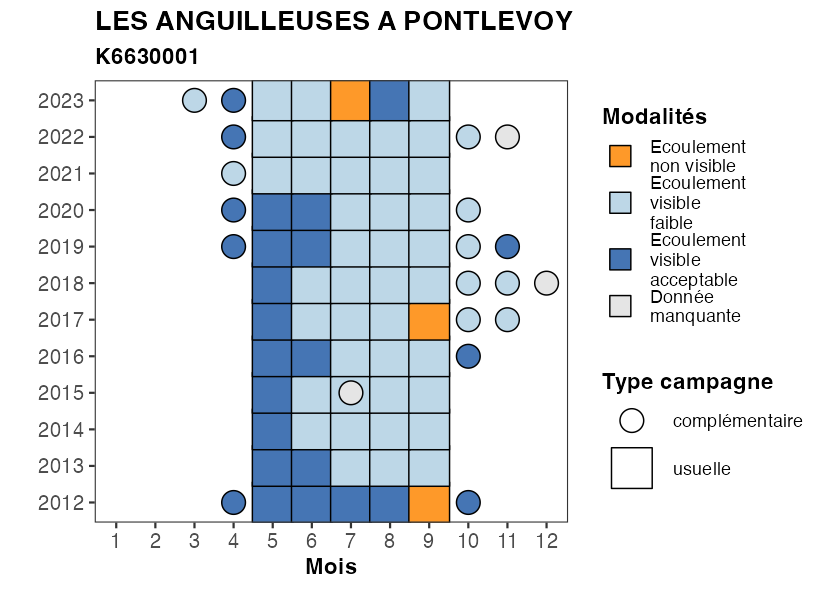 LES ANGUILLEUSES A PONTLEVOY
K6630001
2023
2022
2021
2020
2019
2018
2017
2016
2015
2014
2013
2012
1 2 3 4 5 6 7 8 9 10 11 12
Mois
Modalités
Ecoulement
non visible
Ecoulement
visible
faible
Ecoulement
visible
acceptable
Donnée
manquante
Type campagne
complémentaire
usuelle